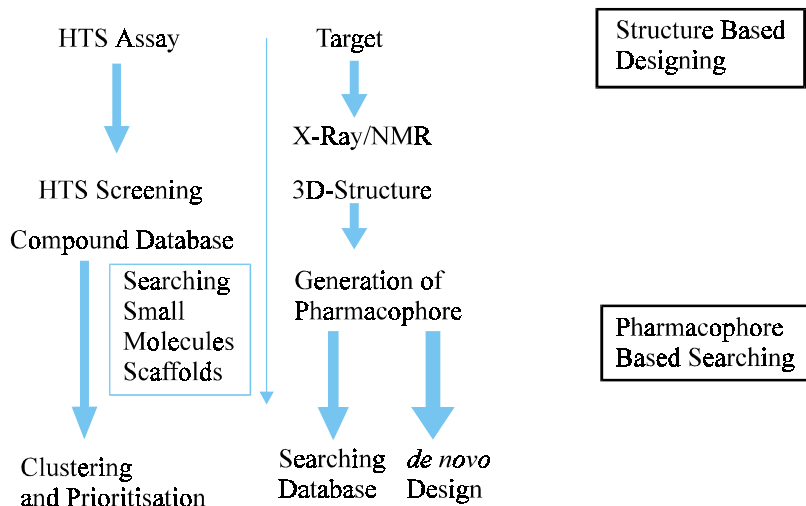 HTS Assay
HTS Screening
Compound Database
Searching
Small
Molecules
Scaffolds
Clustering
and Prioritisation
Target
X-Ray/NMR
3D-Structure
Generation of
Pharmacophore
Searching
Database
de novo
Design
Structure Based
Designing
Pharmacophore
Based Searching